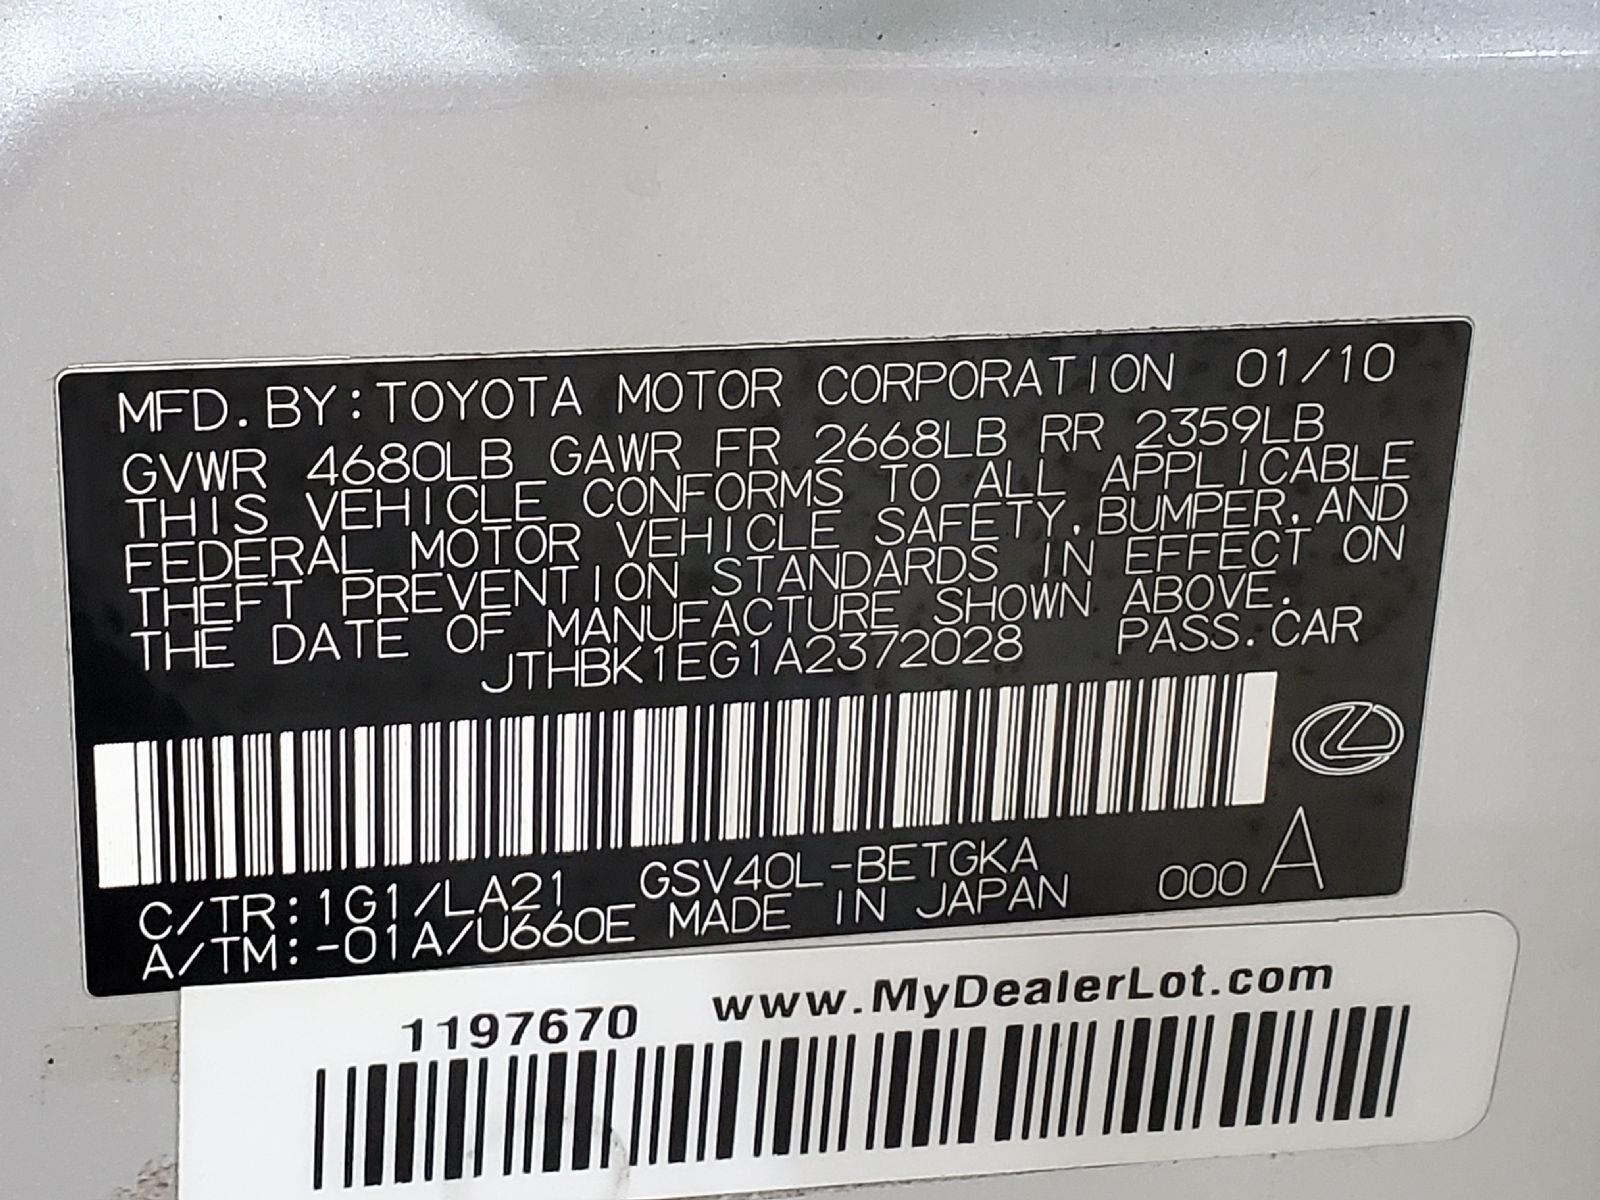 MFD. BY: TOYOTA MOTOR CORPORATION 01/10
GVWR 4680LB GAWR FR 2668LB RR 2359LB
THIS VEHICLE CONFORMS TO ALL APPLICABLE
FEDERAL MOTOR VEHICLE SAFETY, BUMPER, AND
THEFT PREVENTION STANDARDS IN EFFECT ON
THE DATE OF MANUFACTURE SHOWN ABOVE.
JTHBK1EG1A2372028 PASS. CAR
C/TR: 1G1/LA21 GSV40L-BETGKA
A/TM: -01A/U660E MADE IN JAPAN 000 A
1197670 www.MyDealerLot.com